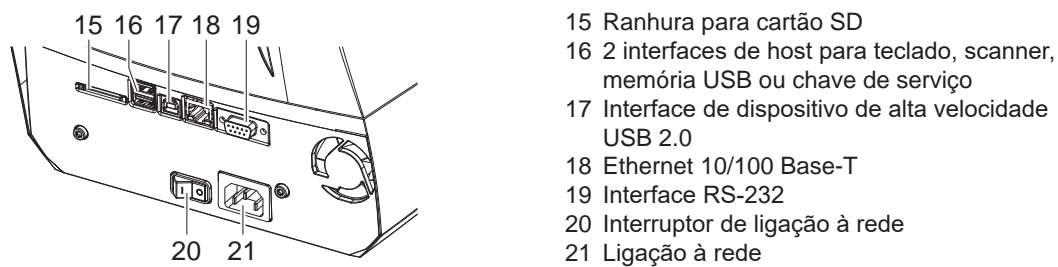 15 16 17 18 19
20 21
15 Ranhura para cartão SD
16 2 interfaces de host para teclado, scanner,
memória USB ou chave de serviço
17 Interface de dispositivo de alta velocidade
USB 2.0
18 Ethernet 10/100 Base-T
19 Interface RS-232
20 Interruptor de ligação à rede
21 Ligação à rede